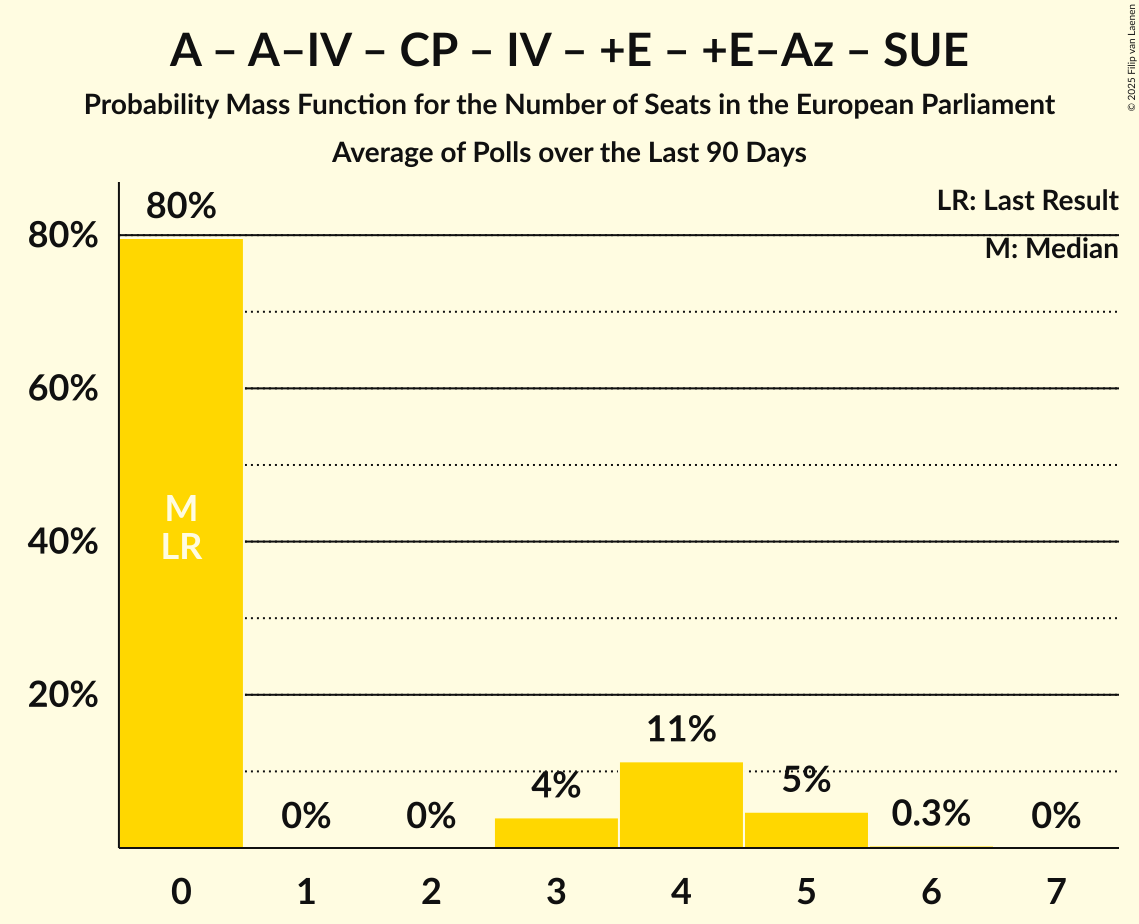 A – A–IV – CP – IV – +E – +E–Az – SUE
Probability Mass Function for the Number of Seats in the European Parliament
Average of Polls over the Last 90 Days
© 2025 Filip van Laenen
LR: Last Result
M: Median
80%
60%
40%
20%
80%
M
LR
0%
0%
4%
11%
5%
0.3%
0%
0
1
2
3
4
5
6
7